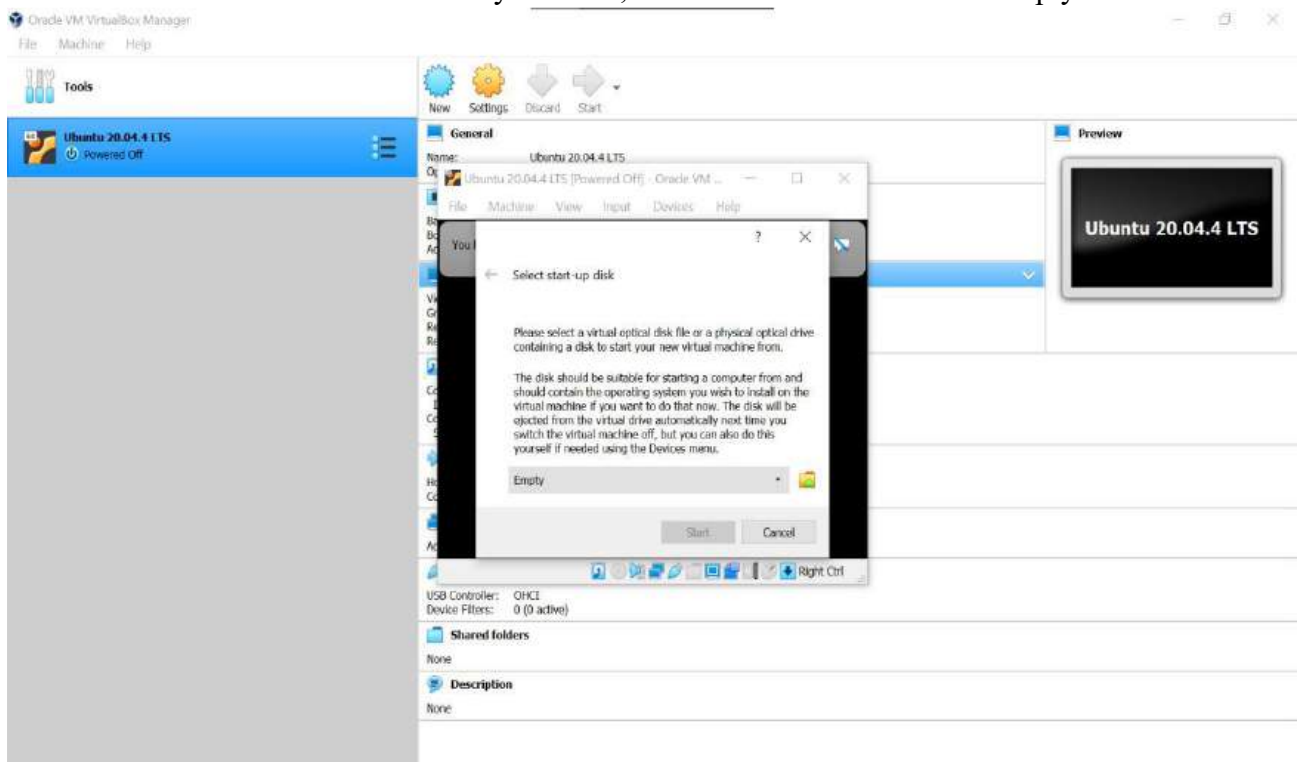 Oracle VM VirtualBox Manager
File Machine Help
Tools
New Settings Discard Start
Ubuntu 20.04.4 LTS
Powered Off
General
Name: Ubuntu 20.04.4 LTS
Preview
Ubuntu 20.04.4 LTS
Ubuntu 20.04.4 LTS [Powered Off] - Oracle VM ...
File Machine View Input Devices Help
You
?
Select start-up disk
Please select a virtual optical disk file or a physical optical drive
containing a disk to start your new virtual machine from.
The disk should be suitable for starting a computer from and
should contain the operating system you wish to install on the
virtual machine if you want to do that now. The disk will be
ejected from the virtual drive automatically next time you
switch the virtual machine off, but you can also do this
yourself if needed using the Devices menu.
Empty
Start Cancel
Right Ctrl
USB Controller: OHCI
Device Filters: 0 (0 active)
Shared folders
None
Description
None